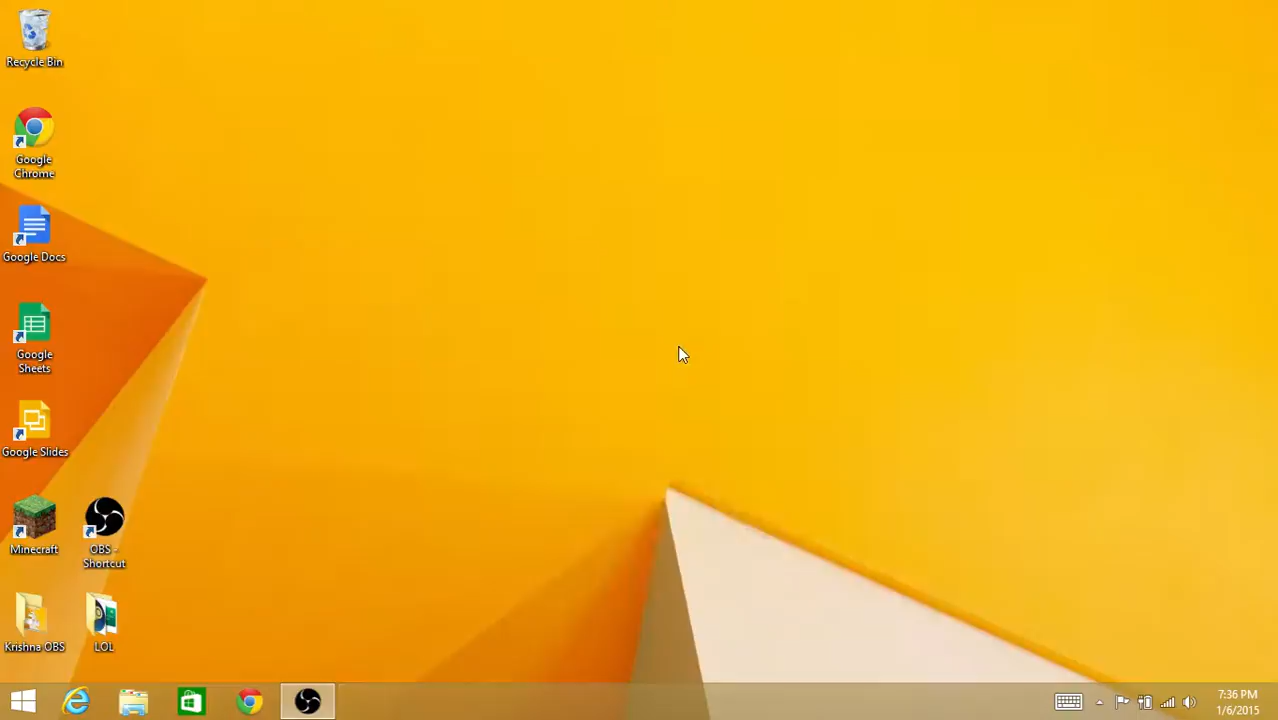 Recycle Bin
Google
Chrome
Google Docs
Google
Sheets
Google Slides
Minecraft
OBS -
Shortcut
Krishna OBS
LOL
7:36 PM
1/6/2015